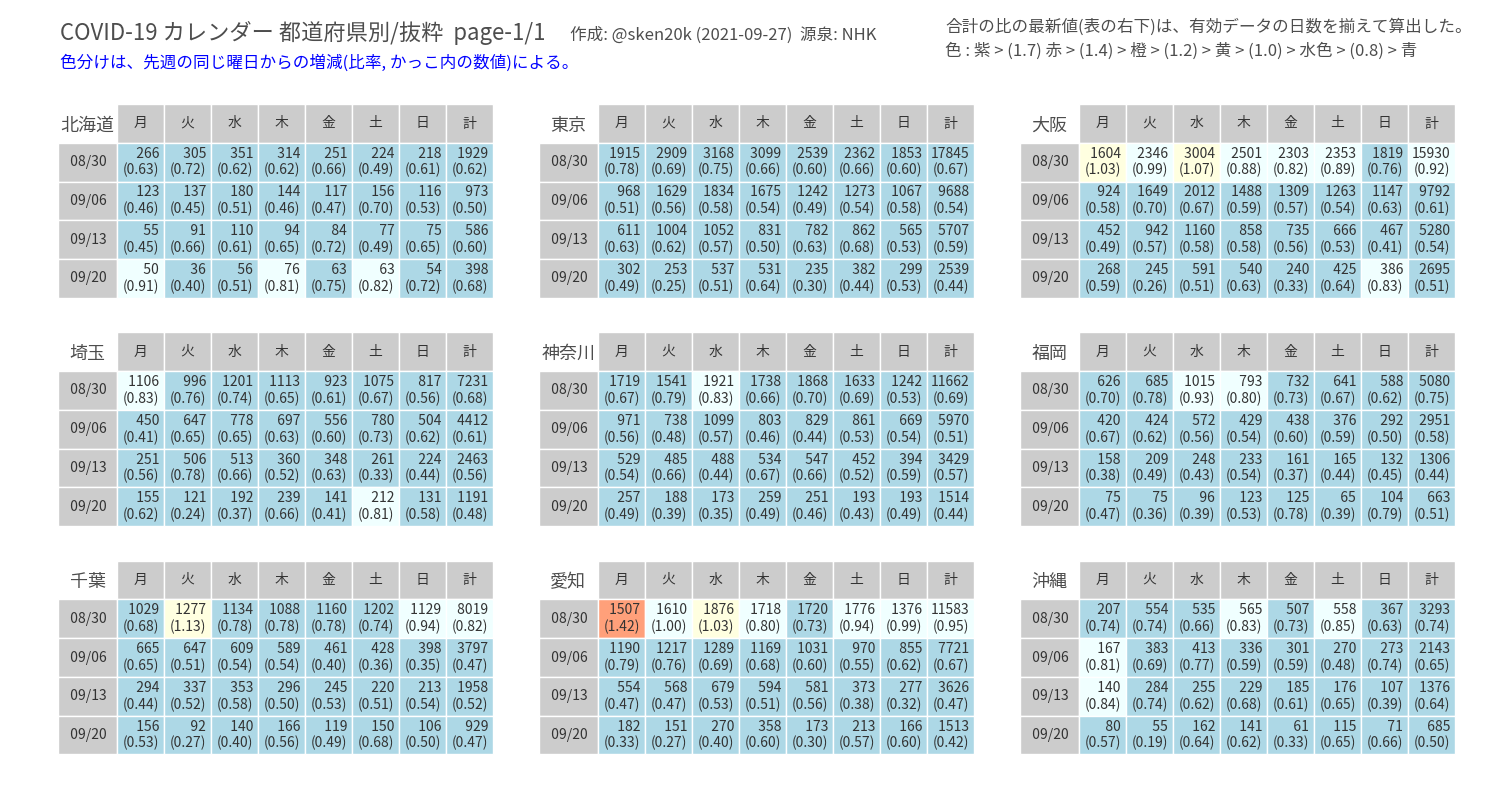 COVID-19 カレンダー 都道府県別/抜粋 page-1/1 作成: @sken20k (2021-09-27) 源泉: NHK
合計の比の最新値(表の右下)は、有効データの日数を揃えて算出した。
色分けは、先週の同じ曜日からの増減(比率, かっこ内の数値)による。
色 : 紫 > (1.7) 赤 > (1.4) 橙 > (1.2) 黄 > (1.0) > 水色 > (0.8) > 青
北海道 月 火 水 木 金 土 日 計
08/30 266 305 351 314 251 224 218 1929
(0.63) (0.72) (0.62) (0.62) (0.66) (0.49) (0.61) (0.62)
09/06 123 137 180 144 117 156 116 973
(0.46) (0.45) (0.51) (0.46) (0.47) (0.70) (0.53) (0.50)
09/13 55 91 110 94 84 77 75 586
(0.45) (0.66) (0.61) (0.65) (0.72) (0.49) (0.65) (0.60)
09/20 50 36 56 76 63 63 54 398
(0.91) (0.40) (0.51) (0.81) (0.75) (0.82) (0.72) (0.68)
東京 月 火 水 木 金 土 日 計
08/30 1915 2909 3168 3099 2539 2362 1853 17845
(0.78) (0.69) (0.75) (0.66) (0.60) (0.66) (0.60) (0.67)
09/06 968 1629 1834 1675 1242 1273 1067 9688
(0.51) (0.56) (0.58) (0.54) (0.49) (0.54) (0.58) (0.54)
09/13 611 1004 1052 831 782 862 565 5707
(0.63) (0.62) (0.57) (0.50) (0.63) (0.68) (0.53) (0.59)
09/20 302 253 537 531 235 382 299 2539
(0.49) (0.25) (0.51) (0.64) (0.30) (0.44) (0.53) (0.44)
大阪 月 火 水 木 金 土 日 計
08/30 1604 2346 3004 2501 2303 2353 1819 15930
(1.03) (0.99) (1.07) (0.88) (0.82) (0.89) (0.76) (0.92)
09/06 924 1649 2012 1488 1309 1263 1147 9792
(0.58) (0.70) (0.67) (0.59) (0.57) (0.54) (0.63) (0.61)
09/13 452 942 1160 858 735 666 467 5280
(0.49) (0.57) (0.58) (0.58) (0.56) (0.53) (0.41) (0.54)
09/20 268 245 591 540 240 425 386 2695
(0.59) (0.26) (0.51) (0.63) (0.33) (0.64) (0.83) (0.51)
埼玉 月 火 水 木 金 土 日 計
08/30 1106 996 1201 1113 923 1075 817 7231
(0.83) (0.76) (0.74) (0.65) (0.61) (0.67) (0.56) (0.68)
09/06 450 647 778 697 556 780 504 4412
(0.41) (0.65) (0.65) (0.63) (0.60) (0.73) (0.62) (0.61)
09/13 251 506 513 360 348 261 224 2463
(0.56) (0.78) (0.66) (0.52) (0.63) (0.33) (0.44) (0.56)
09/20 155 121 192 239 141 212 131 1191
(0.62) (0.24) (0.37) (0.66) (0.41) (0.81) (0.58) (0.48)
神奈川 月 火 水 木 金 土 日 計
08/30 1719 1541 1921 1738 1868 1633 1242 11662
(0.67) (0.79) (0.83) (0.66) (0.70) (0.69) (0.53) (0.69)
09/06 971 738 1099 803 829 861 669 5970
(0.56) (0.48) (0.57) (0.46) (0.44) (0.53) (0.54) (0.51)
09/13 529 485 488 534 547 452 394 3429
(0.54) (0.66) (0.44) (0.67) (0.66) (0.52) (0.59) (0.57)
09/20 257 188 173 259 251 193 193 1514
(0.49) (0.39) (0.35) (0.49) (0.46) (0.43) (0.49) (0.44)
福岡 月 火 水 木 金 土 日 計
08/30 626 685 1015 793 732 641 588 5080
(0.70) (0.78) (0.93) (0.80) (0.73) (0.67) (0.62) (0.75)
09/06 420 424 572 429 438 376 292 2951
(0.67) (0.62) (0.56) (0.54) (0.60) (0.59) (0.50) (0.58)
09/13 158 209 248 233 161 165 132 1306
(0.38) (0.49) (0.43) (0.54) (0.37) (0.44) (0.45) (0.44)
09/20 75 75 96 123 125 65 104 663
(0.47) (0.36) (0.39) (0.53) (0.78) (0.39) (0.79) (0.51)
千葉 月 火 水 木 金 土 日 計
08/30 1029 1277 1134 1088 1160 1202 1129 8019
(0.68) (1.13) (0.78) (0.78) (0.78) (0.74) (0.94) (0.82)
09/06 665 647 609 589 461 428 398 3797
(0.65) (0.51) (0.54) (0.54) (0.40) (0.36) (0.35) (0.47)
09/13 294 337 353 296 245 220 213 1958
(0.44) (0.52) (0.58) (0.50) (0.53) (0.51) (0.54) (0.52)
09/20 156 92 140 166 119 150 106 929
(0.53) (0.27) (0.40) (0.56) (0.49) (0.68) (0.50) (0.47)
愛知 月 火 水 木 金 土 日 計
08/30 1507 1610 1876 1718 1720 1776 1376 11583
(1.42) (1.00) (1.03) (0.80) (0.73) (0.94) (0.99) (0.95)
09/06 1190 1217 1289 1169 1031 970 855 7721
(0.79) (0.76) (0.69) (0.68) (0.60) (0.55) (0.62) (0.67)
09/13 554 568 679 594 581 373 277 3626
(0.47) (0.47) (0.53) (0.51) (0.56) (0.38) (0.32) (0.47)
09/20 182 151 270 358 173 213 166 1513
(0.33) (0.27) (0.40) (0.60) (0.30) (0.57) (0.60) (0.42)
沖縄 月 火 水 木 金 土 日 計
08/30 207 554 535 565 507 558 367 3293
(0.74) (0.74) (0.66) (0.83) (0.73) (0.85) (0.63) (0.74)
09/06 167 383 413 336 301 270 273 2143
(0.81) (0.69) (0.77) (0.59) (0.59) (0.48) (0.74) (0.65)
09/13 140 284 255 229 185 176 107 1376
(0.84) (0.74) (0.62) (0.68) (0.61) (0.65) (0.39) (0.64)
09/20 80 55 162 141 61 115 71 685
(0.57) (0.19) (0.64) (0.62) (0.33) (0.65) (0.66) (0.50)